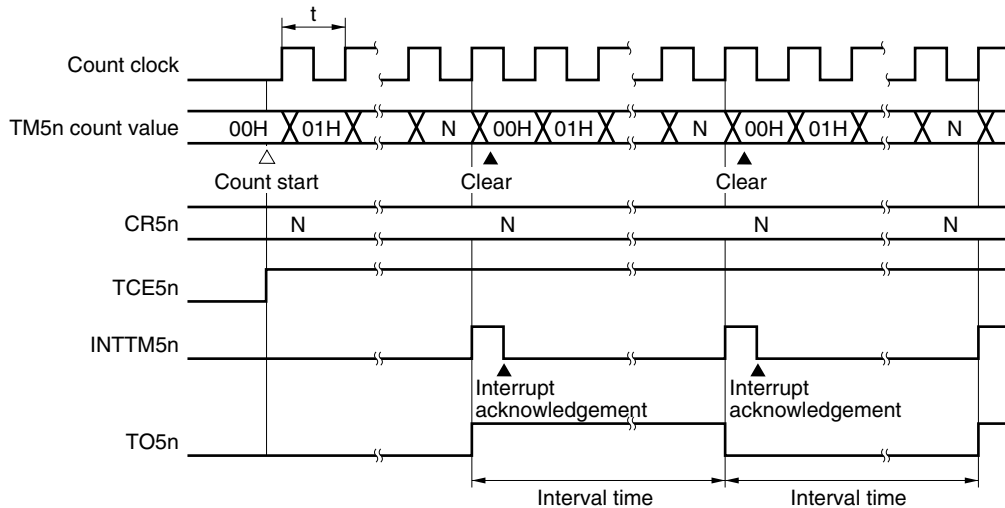 t
Count clock
TM5n count value 00H 01H N 00H 01H N 00H 01H N
Count start Clear Clear
CR5n N N N N
TCE5n
INTTM5n
Interrupt acknowledgement Interrupt acknowledgement
TO5n
Interval time Interval time